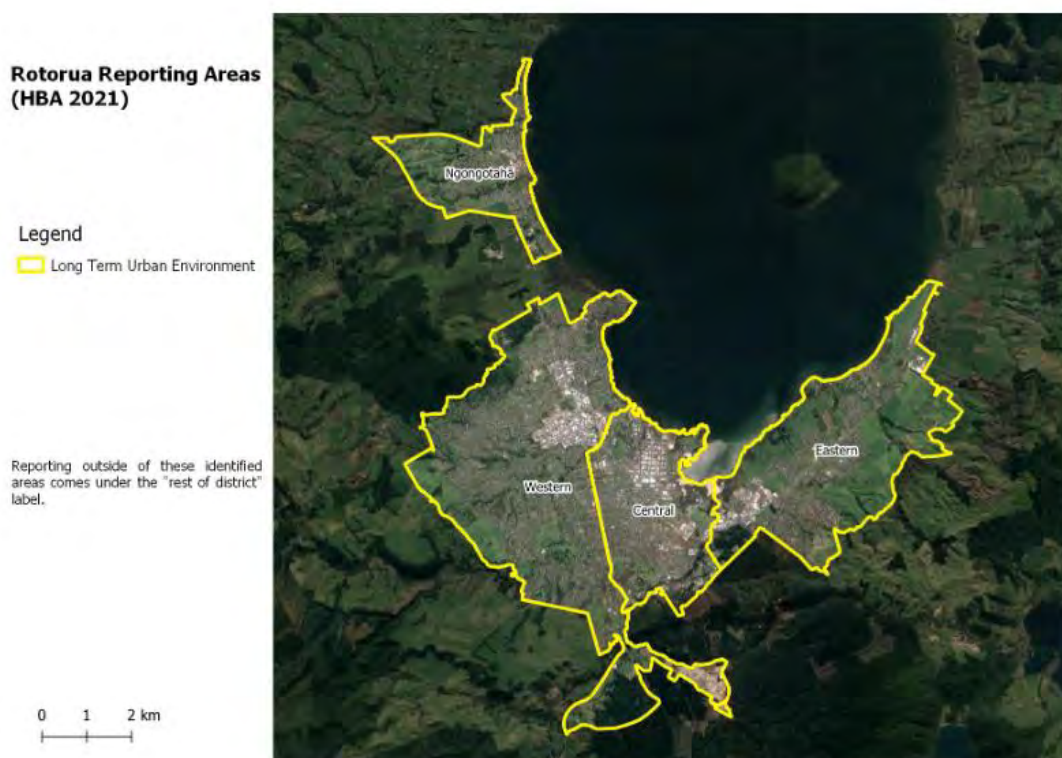 Rotorua Reporting Areas
(HBA 2021)
Legend
Long Term Urban Environment
Reporting outside of these identified
areas comes under the "rest of district"
label.
0 1 2 km
Ngongotahā
Western
Central
Eastern